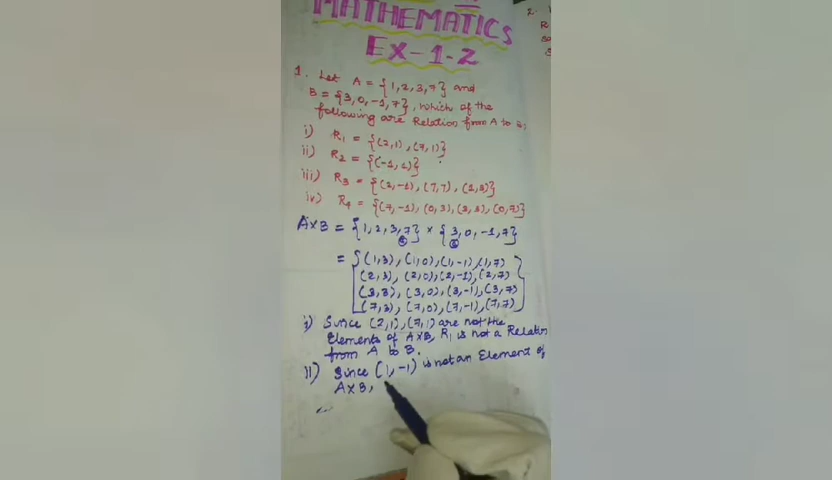 MATHEMATICS
EX-1-2
1. Let A = {1,2,3,7} and
B = {3,0,-1,7}, which of the
following are Relation from A to B,
i) R1 = {(2,1), (7,1)}
ii) R2 = {(-1,1)}
iii) R3 = {(2,-1), (7,7), (1,3)}
iv) R4 = {(7,-1), (0,3), (3,3), (0,7)}
AxB = {1,2,3,7} x {3,0,-1,7}
= {(1,3), (1,0), (1,-1), (1,7)
(2,3), (2,0), (2,-1), (2,7)
(3,3), (3,0), (3,-1), (3,7)
(7,3), (7,0), (7,-1), (7,7)}
i) Since (2,1), (7,1) are not the
Elements of AxB, R1 is not a Relation
from A to B.
ii) Since (1,-1) is not an Element of
AxB,
2.